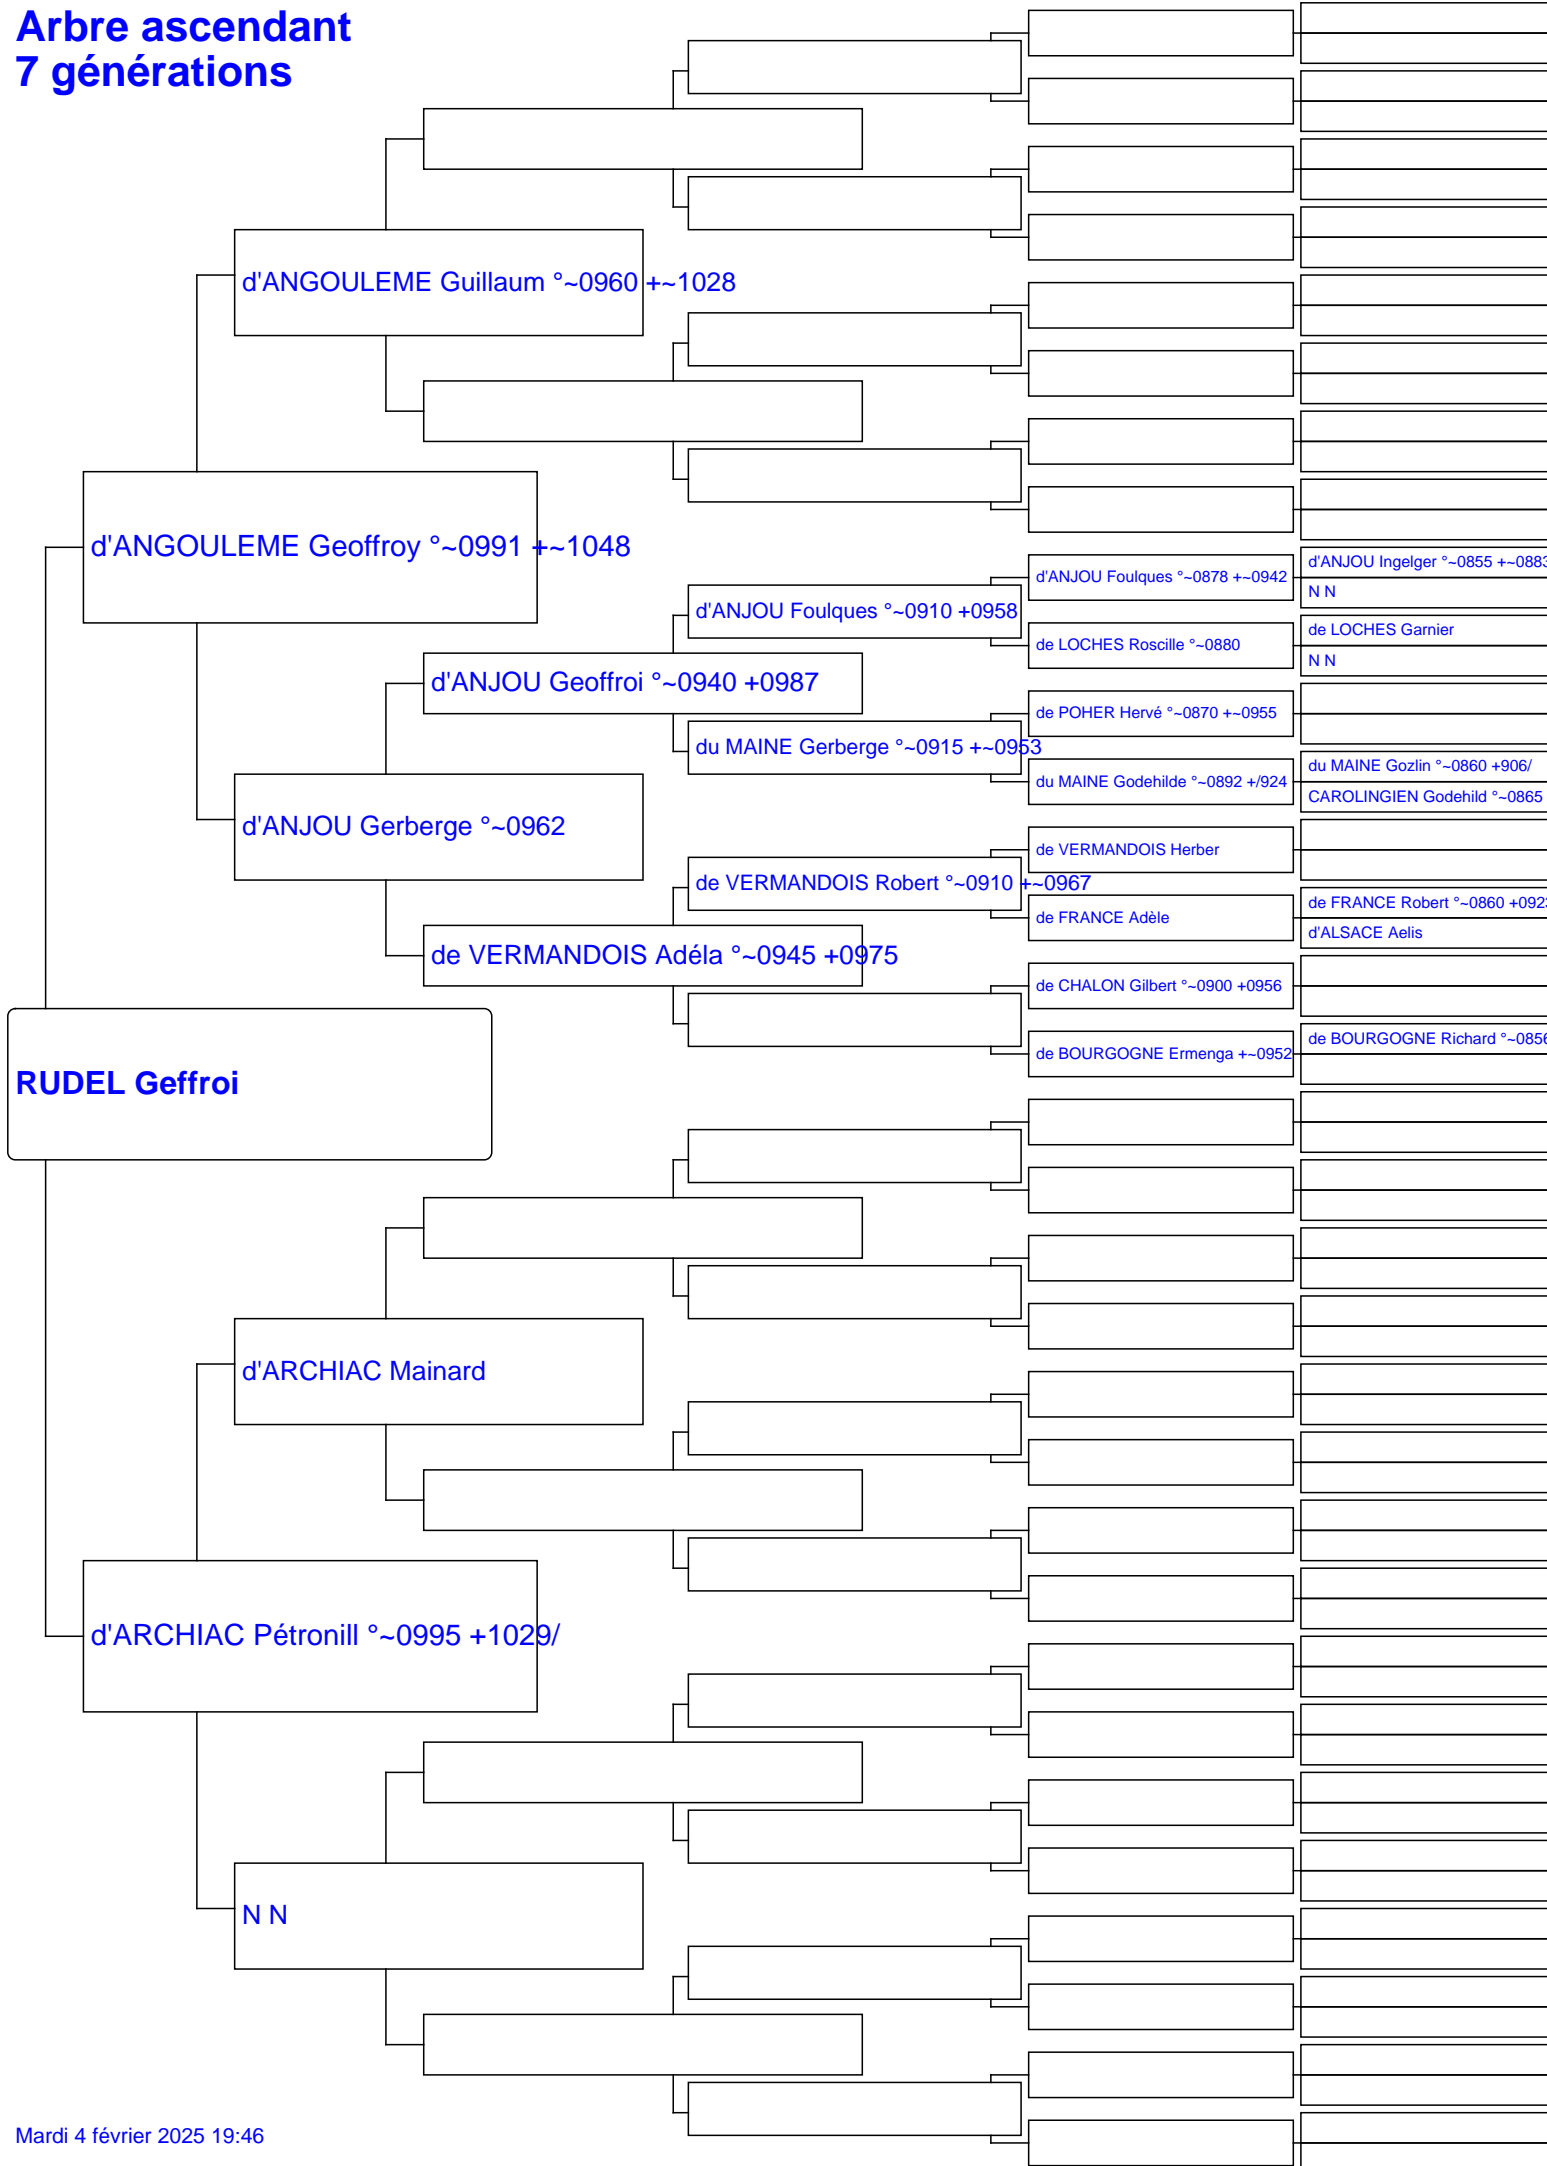 Arbre ascendant
7 générations
d'ANGOULEME Guillaum °~0960 +~1028
d'ANGOULEME Geoffroy °~0991 +~1048
d'ANJOU Ingelger °~0855 +~0883
d'ANJOU Foulques °~0878 +~0942
N N
d'ANJOU Foulques °~0910 +0958
de LOCHES Garnier
de LOCHES Roscille °~0880
N N
d'ANJOU Geoffroi °~0940 +0987
de POHER Hervé °~0870 +~0955
du MAINE Gerberge °~0915 +~0953
du MAINE Gozlin °~0860 +906/
du MAINE Godehilde °~0892 +/924
CAROLINGIEN Godehild °~0865
d'ANJOU Gerberge °~0962
de VERMANDOIS Herber
de VERMANDOIS Robert °~0910 +~0967
de FRANCE Robert °~0860 +0923
de FRANCE Adèle
d'ALSACE Aelis
de VERMANDOIS Adéla °~0945 +0975
de CHALON Gilbert °~0900 +0956
de BOURGOGNE Richard °~0856
de BOURGOGNE Ermenga +~0952
RUDEL Geffroi
d'ARCHIAC Mainard
d'ARCHIAC Pétronill °~0995 +1029/
N N
Mardi 4 février 2025 19:46